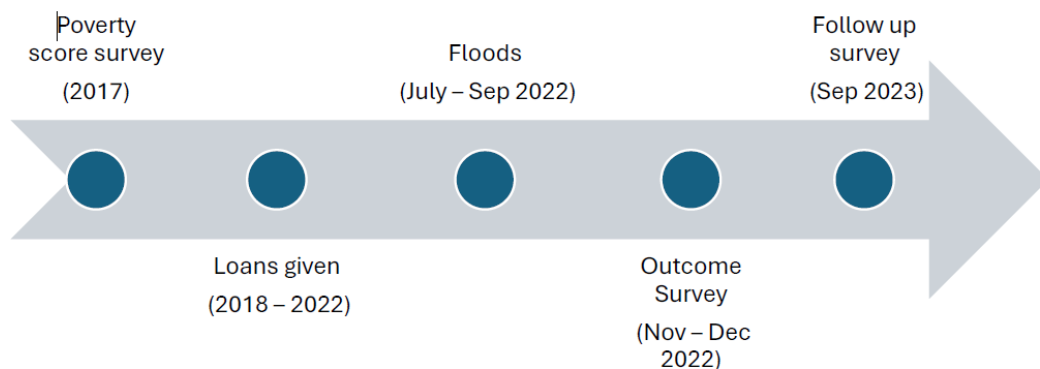 Poverty
score survey
(2017)
Loans given
(2018 – 2022)
Floods
(July – Sep 2022)
Outcome
Survey
(Nov – Dec
2022)
Follow up
survey
(Sep 2023)